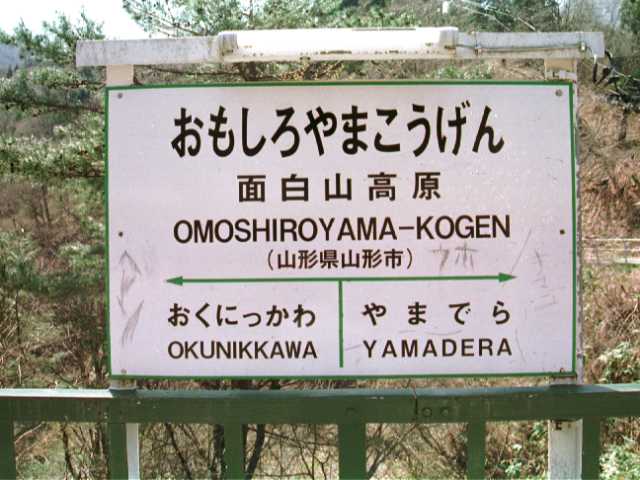 おもしろやまこうげん
面白山高原
OMOSHIROYAMA-KOGEN
(山形県山形市)
おくにっかわ やまでら
OKUNIKKAWA YAMADERA